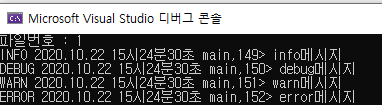 Microsoft Visual Studio 디버그 콘솔
파일번호 : 1
INFO 2020.10.22 15시24분30초 main,149> info메시지
DEBUG 2020.10.22 15시24분30초 main,150> debug메시지
WARN 2020.10.22 15시24분30초 main,151> warn메시지
ERROR 2020.10.22 15시24분30초 main,152> error메시지